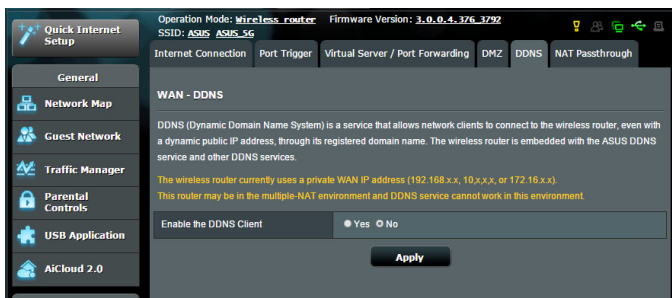 Operation Mode: Wireless router Firmware Version: 3.0.0.4.376_3792
SSID: ASUS ASUS_5G
Quick Internet
Setup
General
Network Map
Guest Network
Traffic Manager
Parental
Controls
USB Application
AiCloud 2.0
Internet Connection
Port Trigger
Virtual Server / Port Forwarding
DMZ
DDNS
NAT Passthrough
WAN - DDNS
DDNS (Dynamic Domain Name System) is a service that allows network clients to connect to the wireless router, even with
a dynamic public IP address, through its registered domain name. The wireless router is embedded with the ASUS DDNS
service and other DDNS services.
The wireless router currently uses a private WAN IP address (192.168.x.x, 10,x,x,x, or 172.16.x.x).
This router may be in the multiple-NAT environment and DDNS service cannot work in this environment.
Enable the DDNS Client
Yes
No
Apply